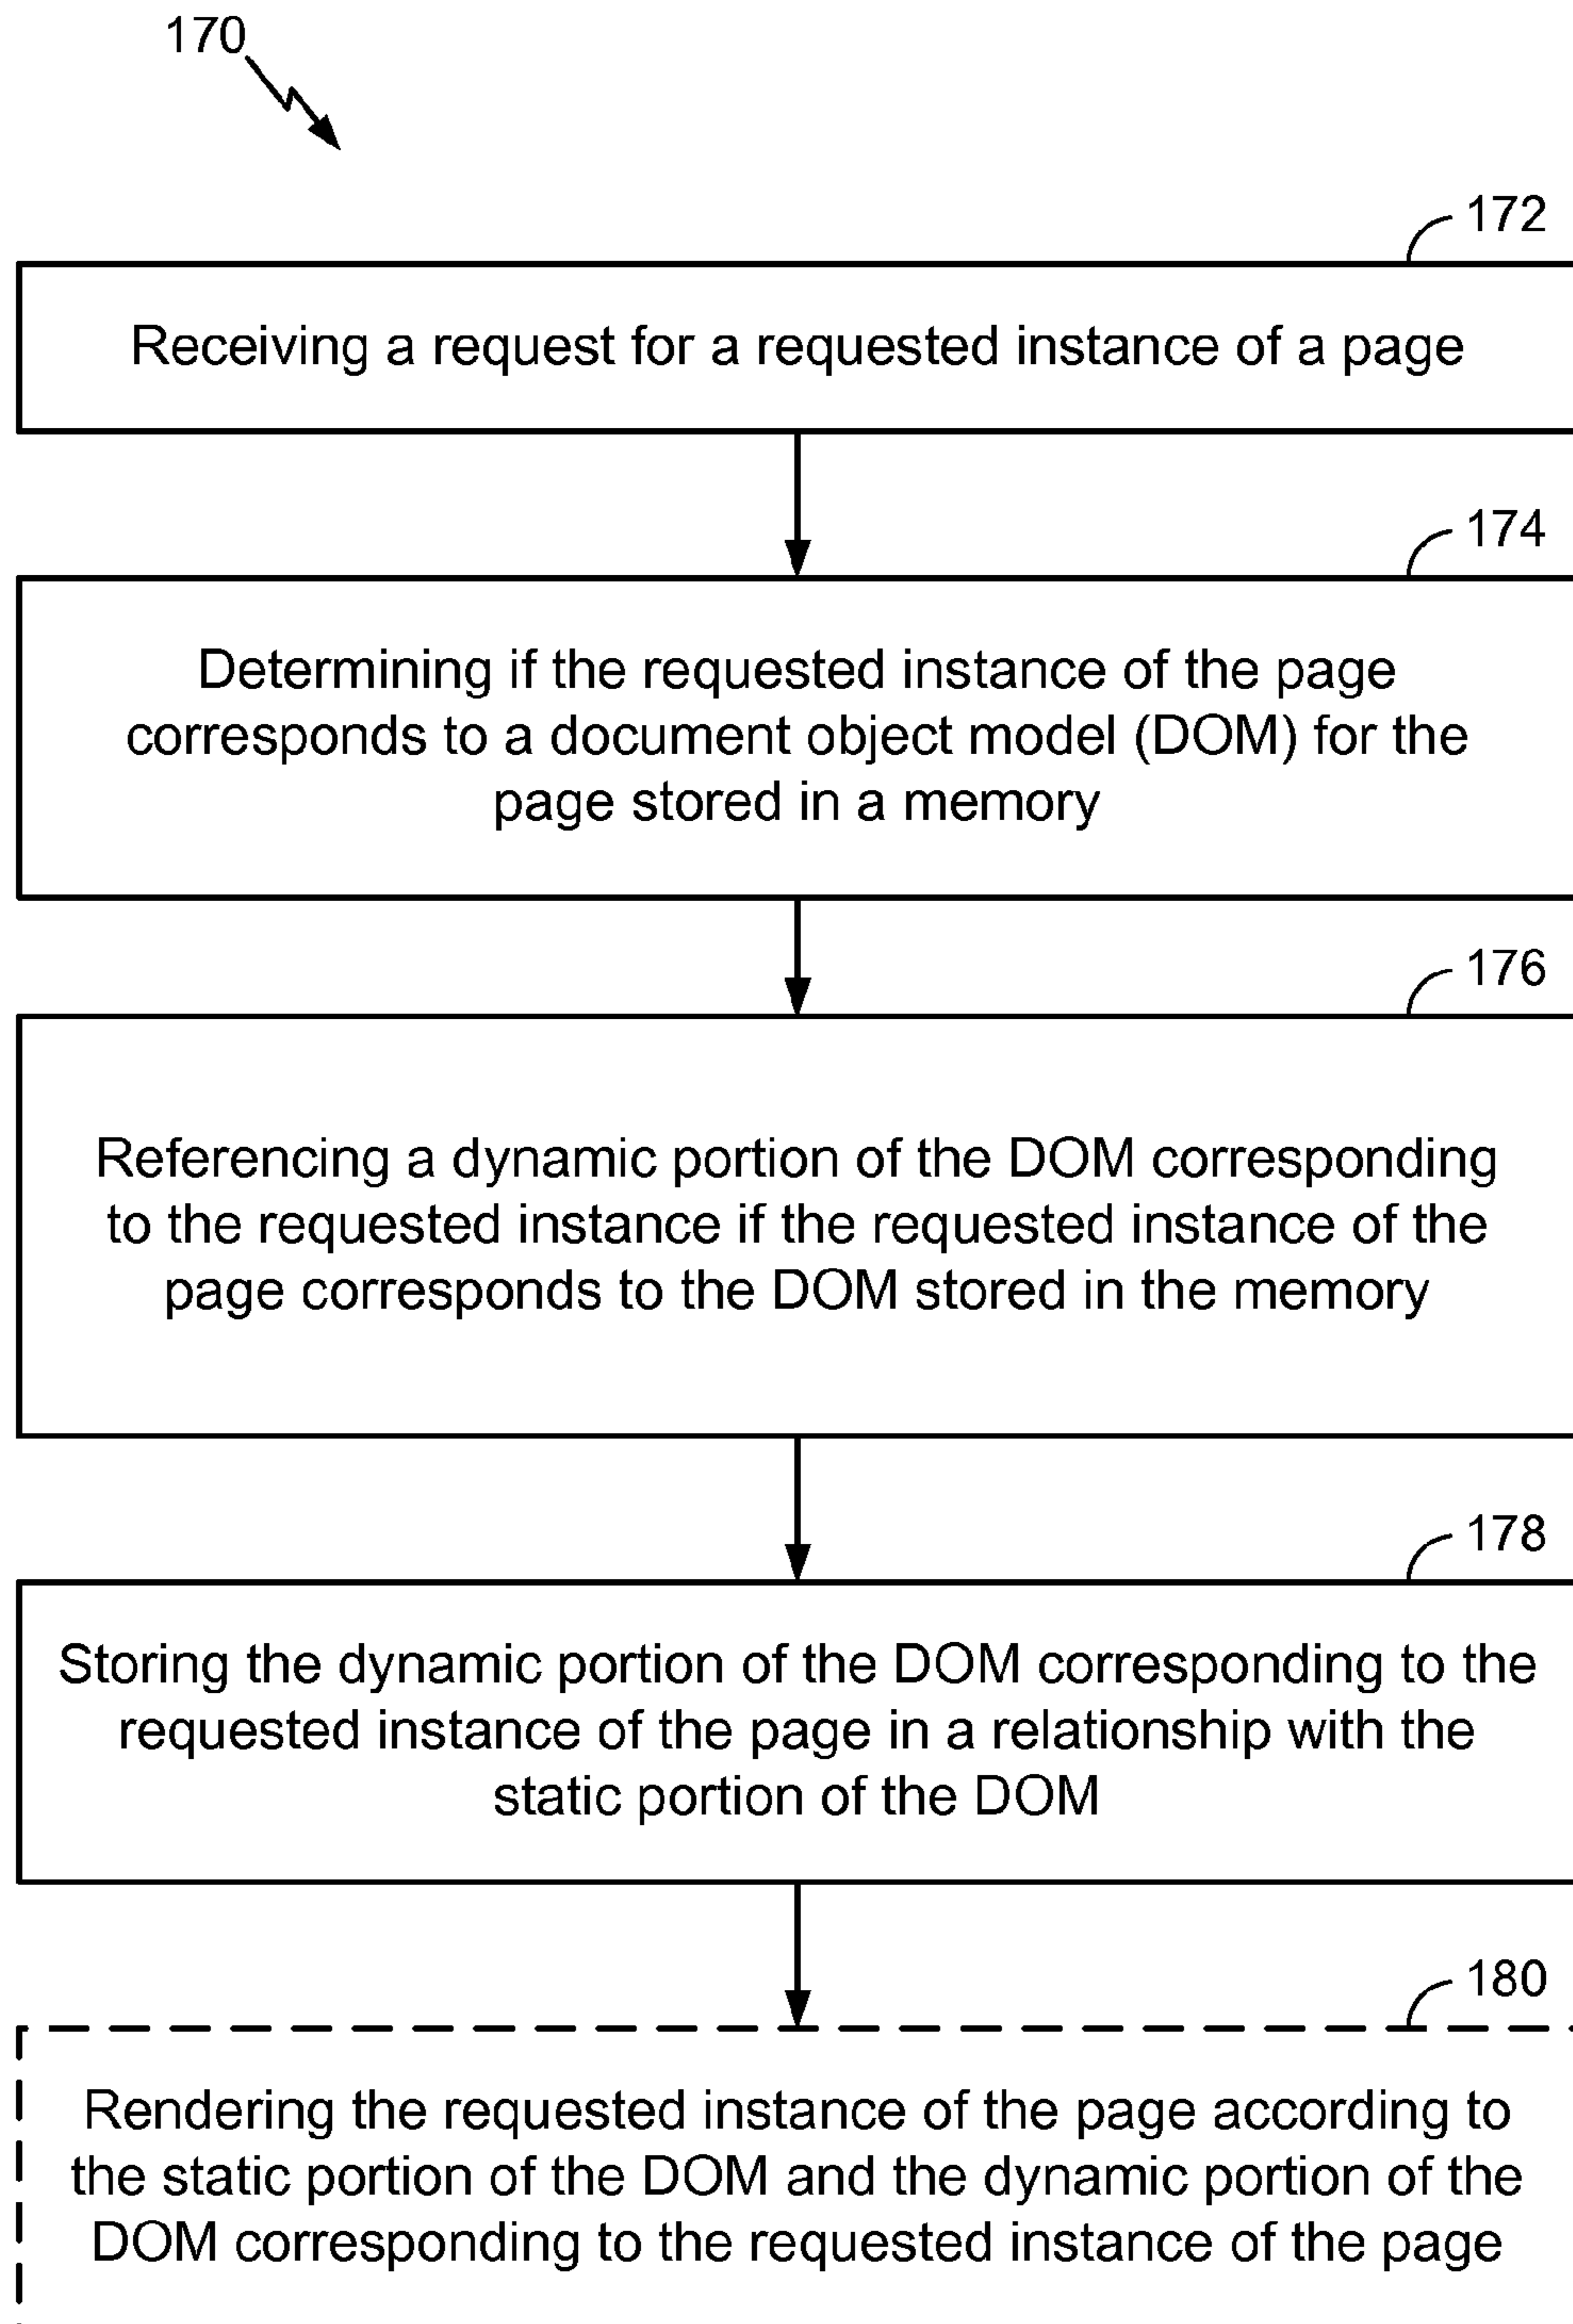 170
172
Receiving a request for a requested instance of a page
174
Determining if the requested instance of the page
corresponds to a document object model (DOM) for the
page stored in a memory
176
Referencing a dynamic portion of the DOM corresponding
to the requested instance if the requested instance of the
page corresponds to the DOM stored in the memory
178
Storing the dynamic portion of the DOM corresponding to the
requested instance of the page in a relationship with the
static portion of the DOM
180
Rendering the requested instance of the page according to
the static portion of the DOM and the dynamic portion of the
DOM corresponding to the requested instance of the page